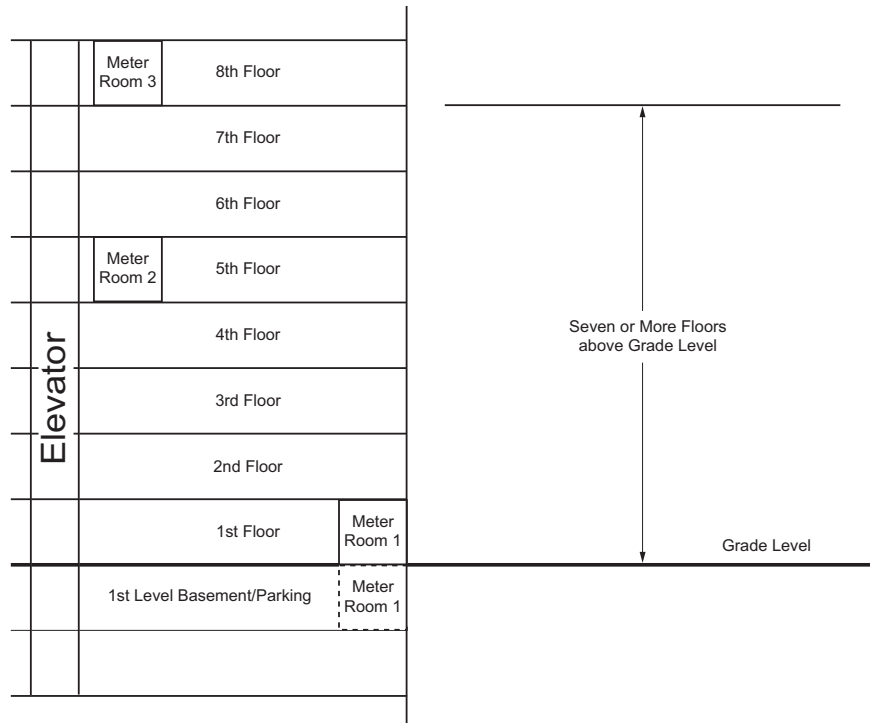 Meter
Room 3
8th Floor
7th Floor
6th Floor
Meter
Room 2
5th Floor
4th Floor
3rd Floor
2nd Floor
1st Floor
Meter
Room 1
1st Level Basement/Parking
Meter
Room 1
Elevator
Seven or More Floors
above Grade Level
Grade Level